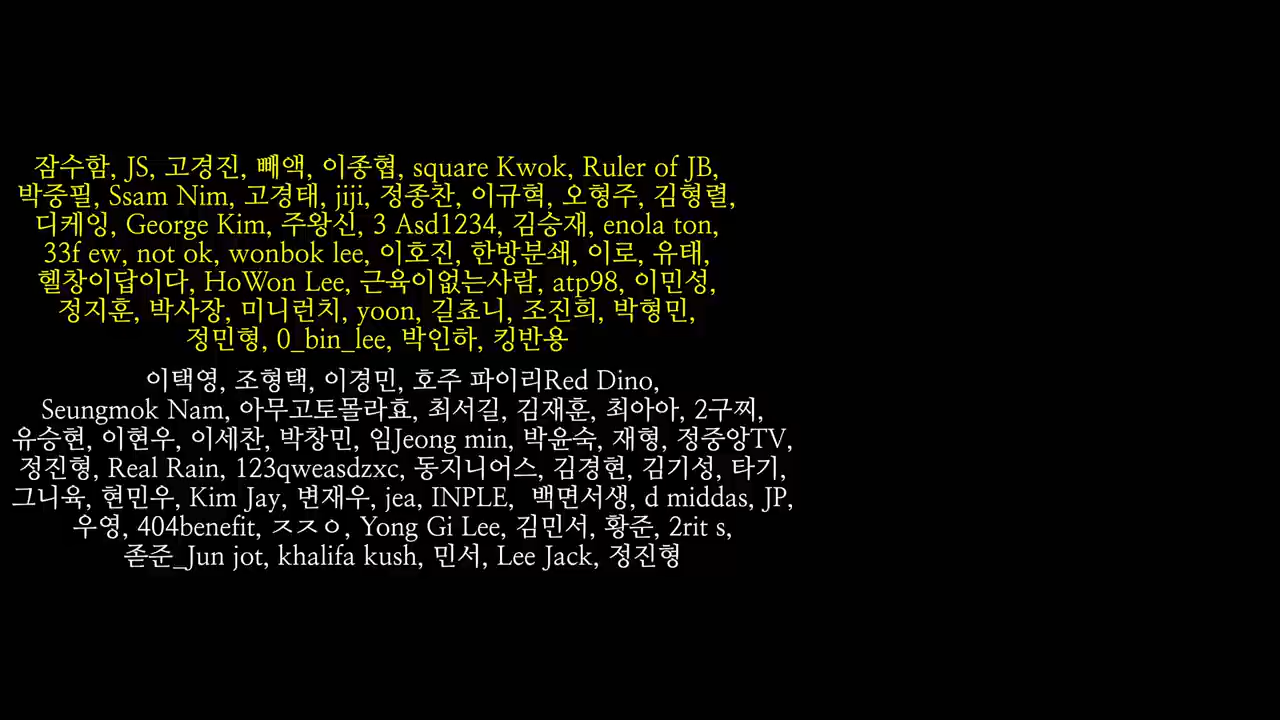 잠수함, JS, 고경진, 빼액, 이종협, square Kwok, Ruler of JB,
박중필, Ssam Nim, 고경태, jiji, 정종찬, 이규혁, 오형주, 김형렬,
디케잉, George Kim, 주왕신, 3 Asd1234, 김승재, enola ton,
33f ew, not ok, wonbok lee, 이호진, 한방분쇄, 이로, 유태,
헬창이답이다, HoWon Lee, 근육이없는사람, atp98, 이민성,
정지훈, 박사장, 미니런치, yoon, 길쵸니, 조진희, 박형민,
정민형, 0_bin_lee, 박인하, 킹반용
이택영, 조형택, 이경민, 호주 파이리Red Dino,
Seungmok Nam, 아무고토몰라효, 최서길, 김재훈, 최아아, 2구찌,
유승현, 이현우, 이세찬, 박창민, 임Jeong min, 박윤숙, 재형, 정중앙TV,
정진형, Real Rain, 123qweasdzxc, 동지니어스, 김경현, 김기성, 타기,
그니육, 현민우, Kim Jay, 변재우, jea, INPLE, 백면서생, d middas, JP,
우영, 404benefit, ㅈㅈㅇ, Yong Gi Lee, 김민서, 황준, 2rit s,
졷준_Jun jot, khalifa kush, 민서, Lee Jack, 정진형